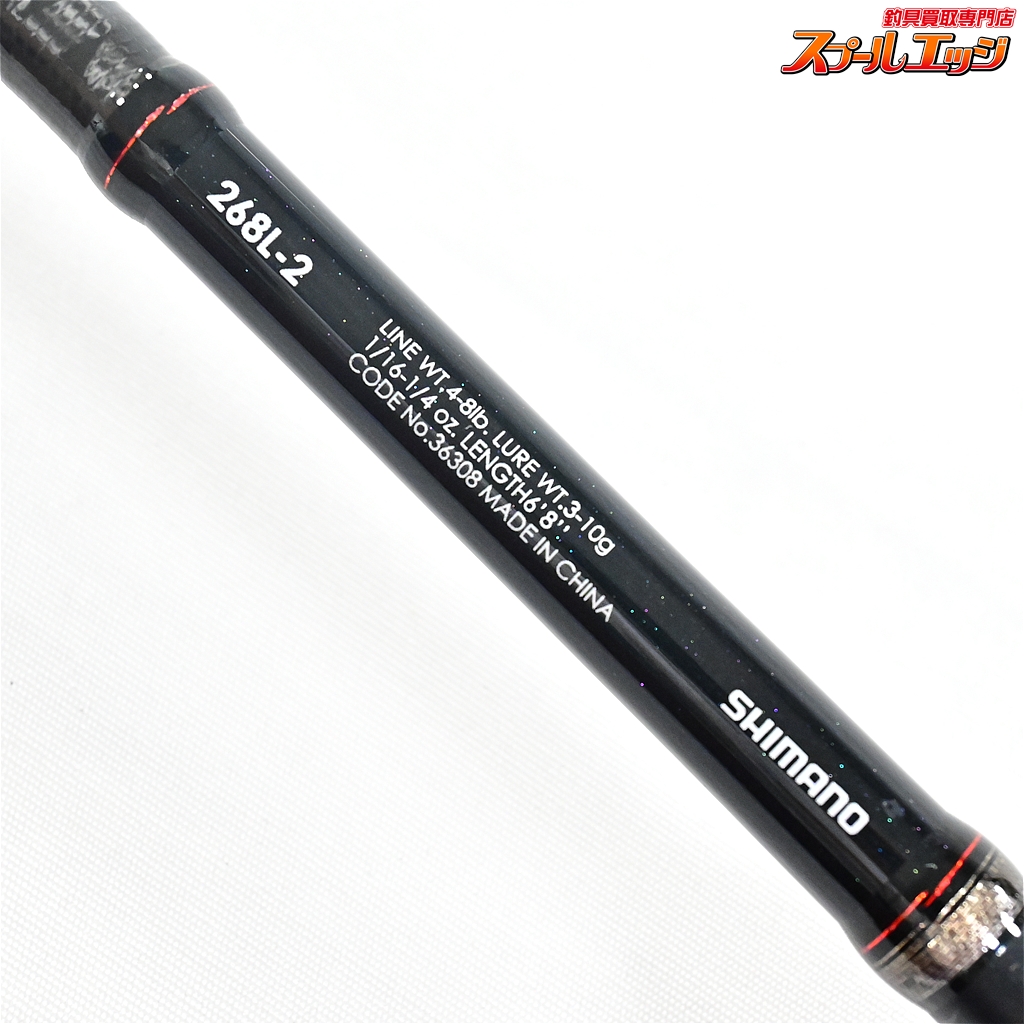 釣具買取専門店
スプールエッジ
268L-2
LINE WT.4-8lb. LURE WT.3-10g
1/16-1/4 oz. LENGTH6'8''
CODE No.36308 MADE IN CHINA
SHIMANO